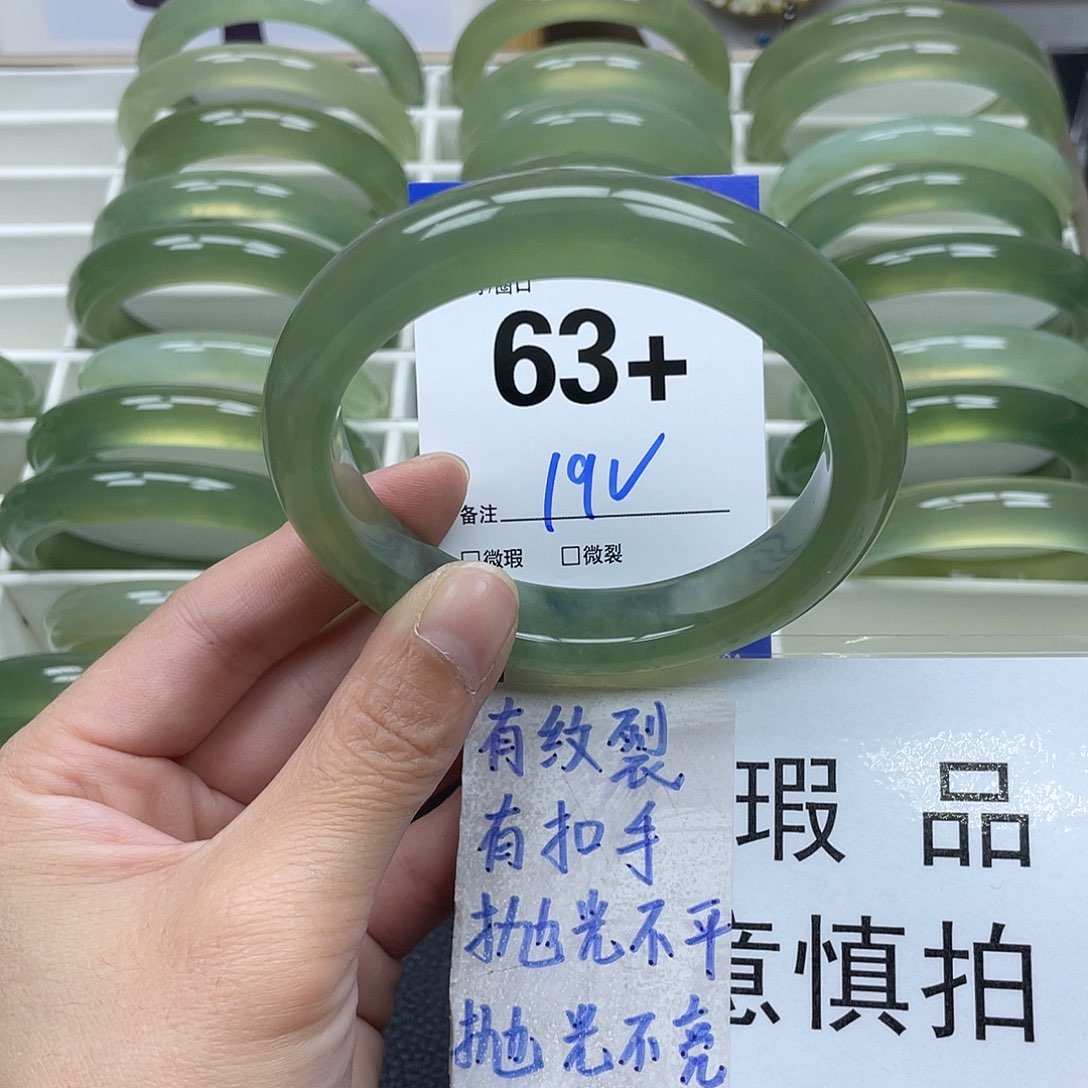 63+
19V
备注
□微瑕 □微裂
有纹裂
有扣手
抛光不平
抛光不亮
瑕 品
意慎拍